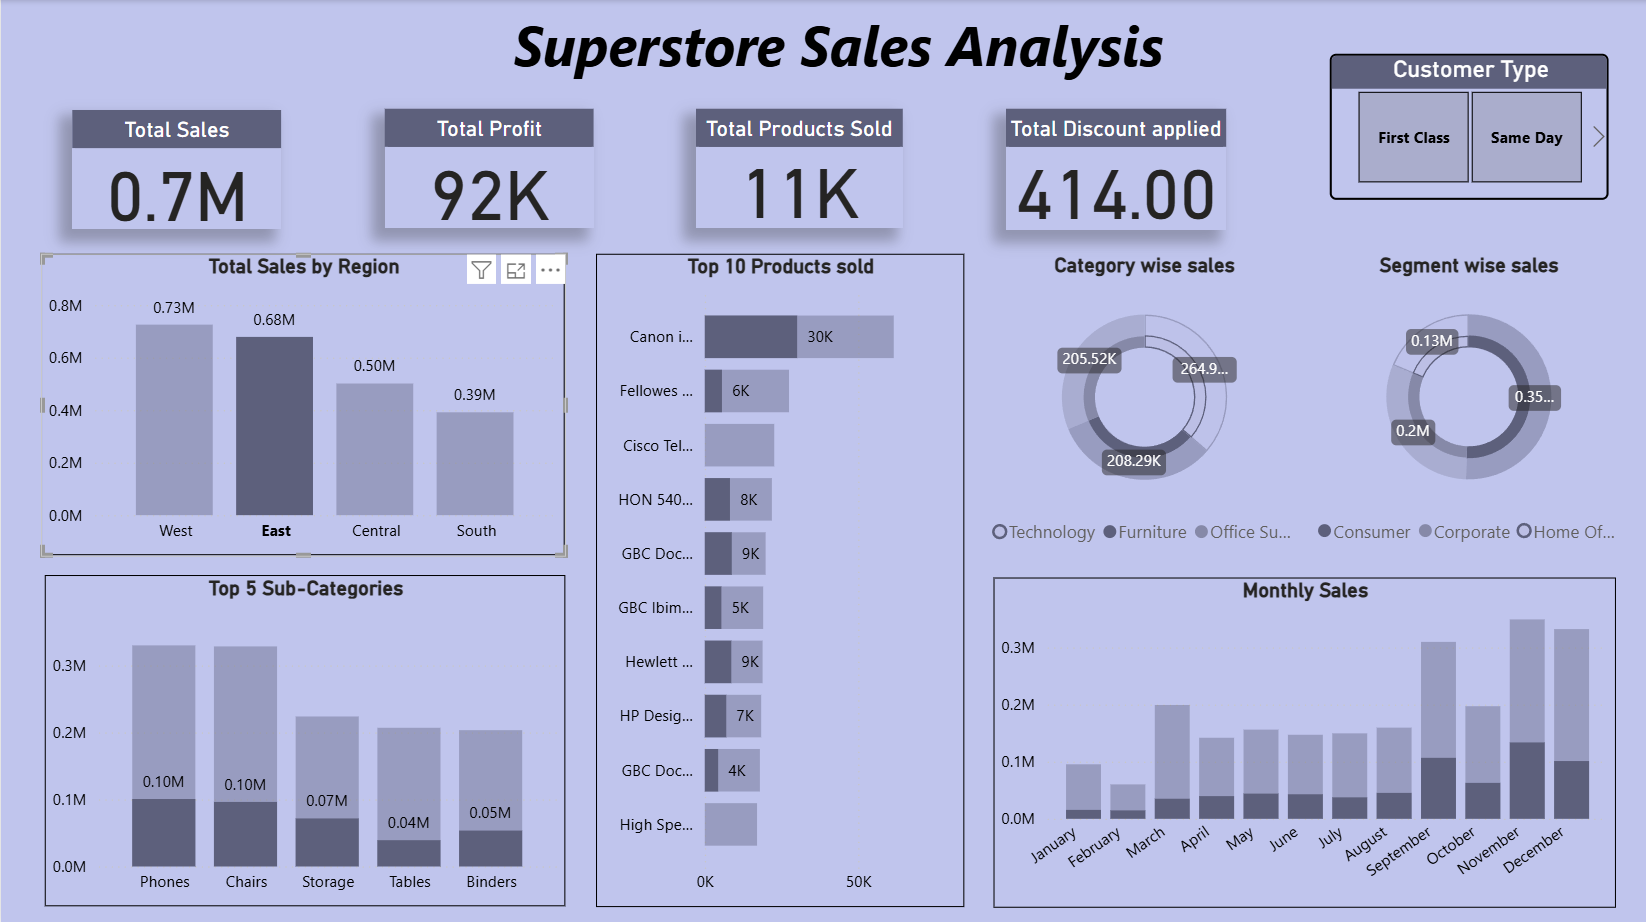 Superstore Sales Analysis
Customer Type
First Class
Same Day
Total Sales
0.7M
Total Profit
92K
Total Products Sold
11K
Total Discount applied
414.00
Total Sales by Region
0.8M
0.6M
0.4M
0.2M
0.0M
0.73M
0.68M
0.50M
0.39M
West
East
Central
South
Top 10 Products sold
Canon i... 30K
Fellowes ... 6K
Cisco Tel...
HON 540... 8K
GBC Doc... 9K
GBC Ibim... 5K
Hewlett ... 9K
HP Desig... 7K
GBC Doc... 4K
High Spe...
0K 50K
Category wise sales
205.52K
264.9...
208.29K
Technology Furniture Office Su...
Segment wise sales
0.13M
0.35...
0.2M
Consumer Corporate Home Of...
Top 5 Sub-Categories
0.3M
0.2M
0.1M
0.0M
0.10M
0.10M
0.07M
0.04M
0.05M
Phones
Chairs
Storage
Tables
Binders
Monthly Sales
0.3M
0.2M
0.1M
0.0M
January
February
March
April
May
June
July
August
September
October
November
December